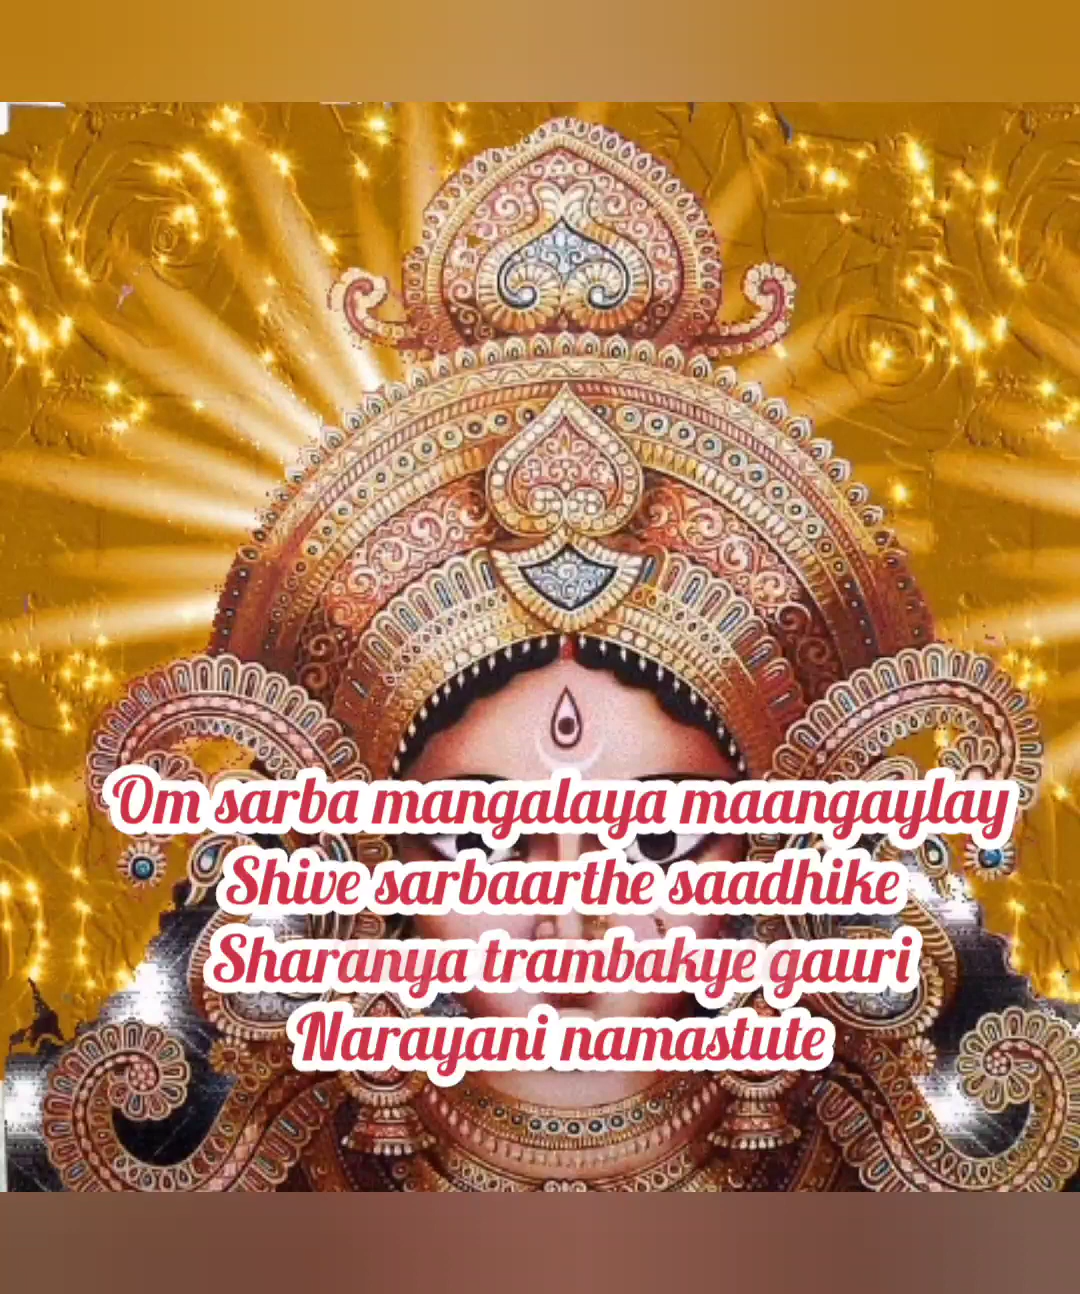 Om sarba mangalaya maangaylay
Shive sarbaarthe saadhike
Sharanya trambakye gauri
Narayani namastute